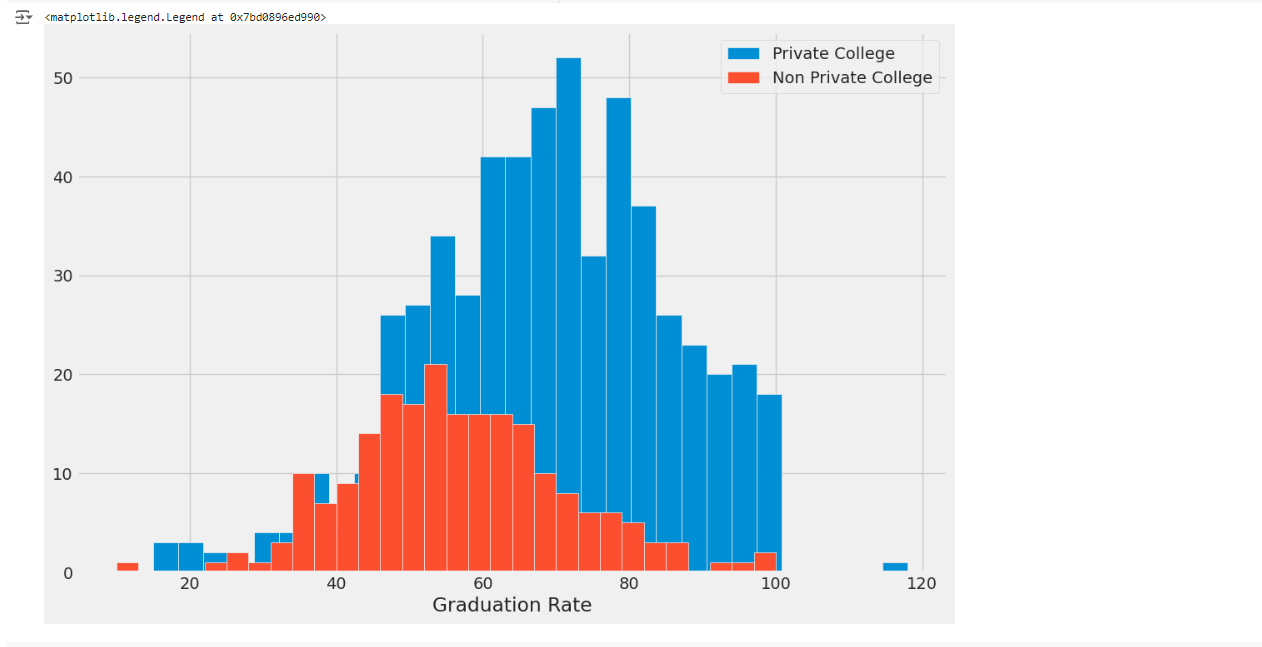 <matplotlib.legend.Legend at 0x7bd0896ed990>
Private College
Non Private College
50
40
30
20
10
0
20 40 60 80 100 120
Graduation Rate